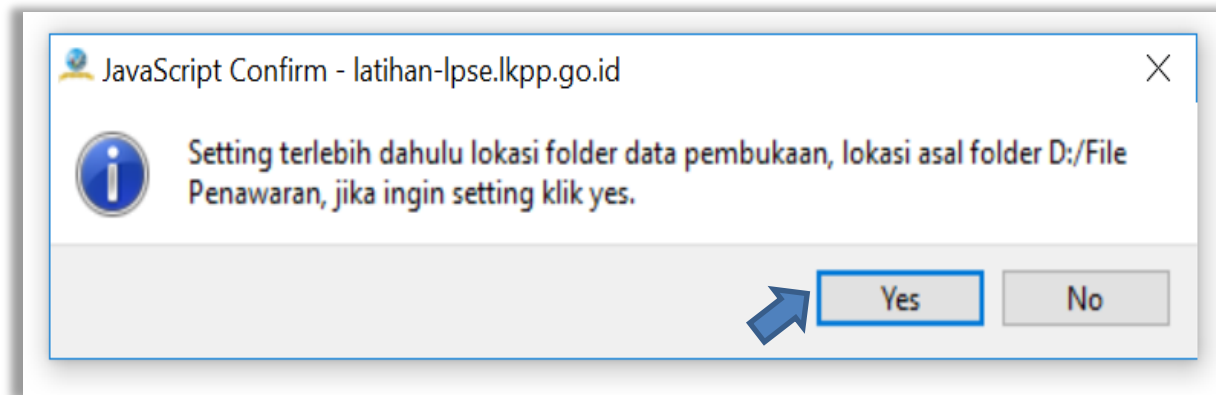 JavaScript Confirm - latihan-lpse.lkpp.go.id
Setting terlebih dahulu lokasi folder data pembukaan, lokasi asal folder D:/File
Penawaran, jika ingin setting klik yes.
Yes No